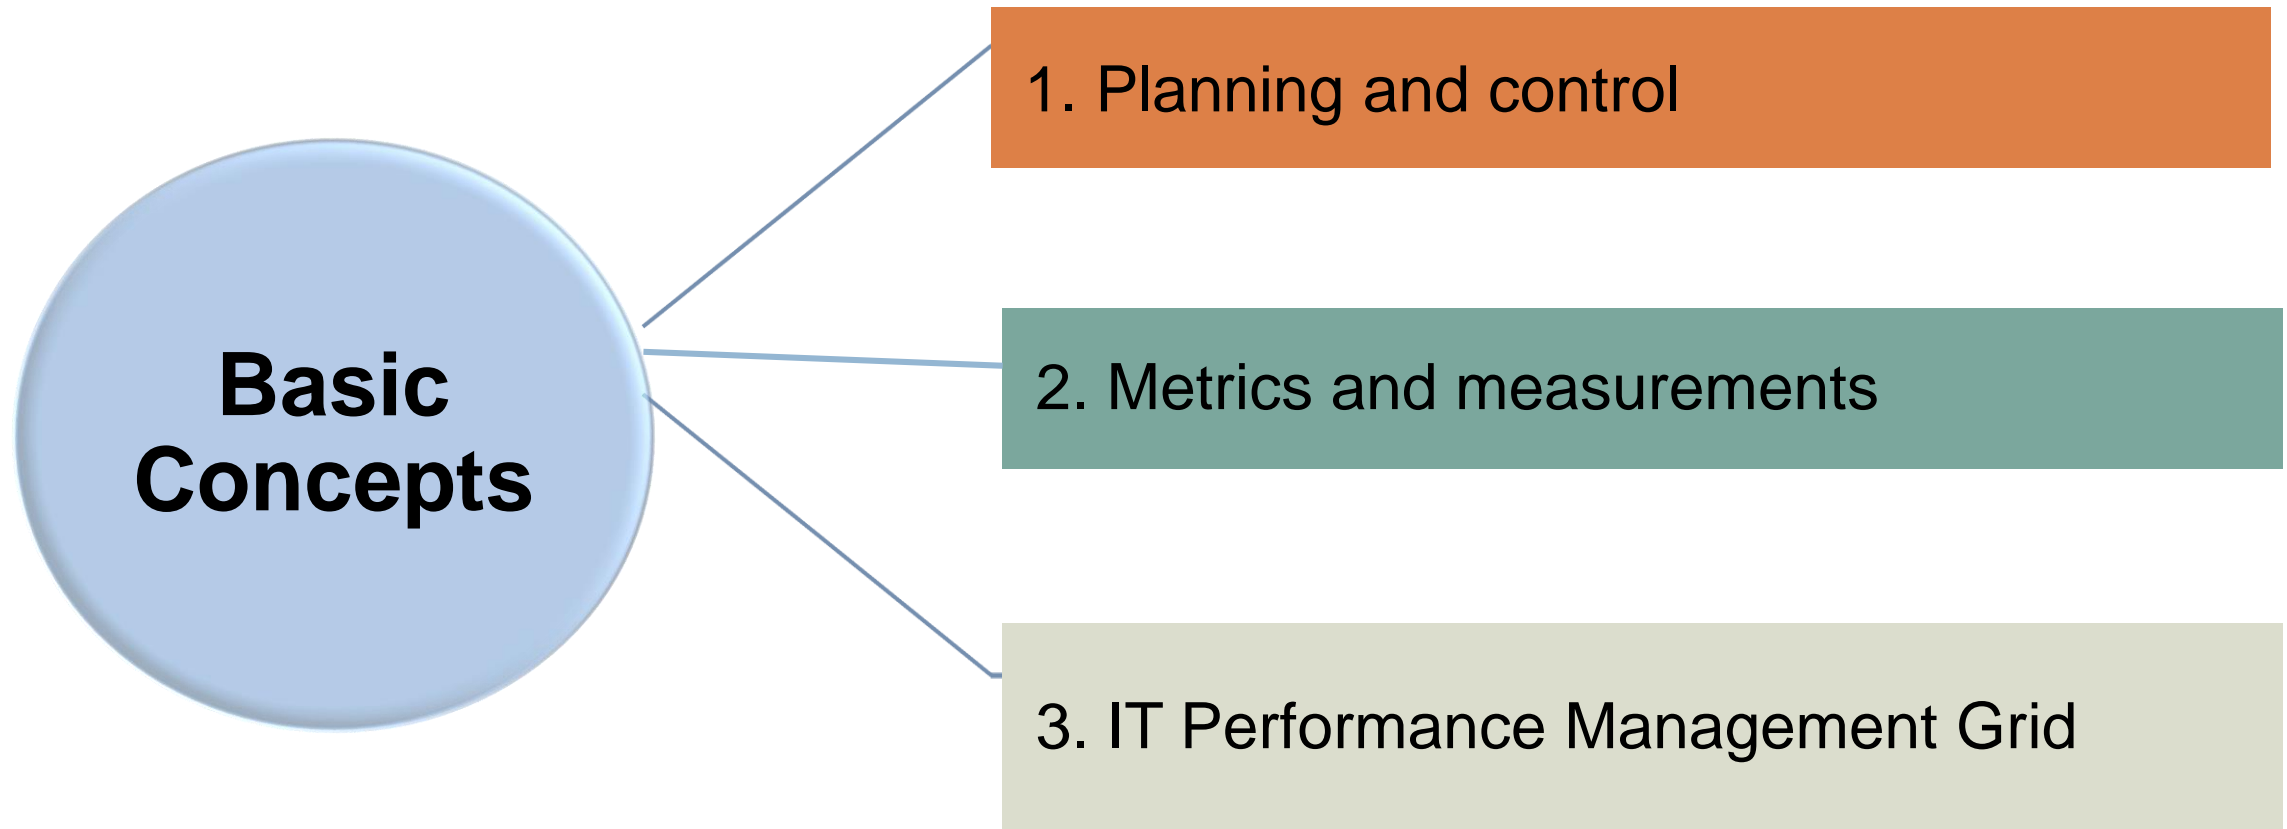 Basic
Concepts
1. Planning and control
2. Metrics and measurements
3. IT Performance Management Grid